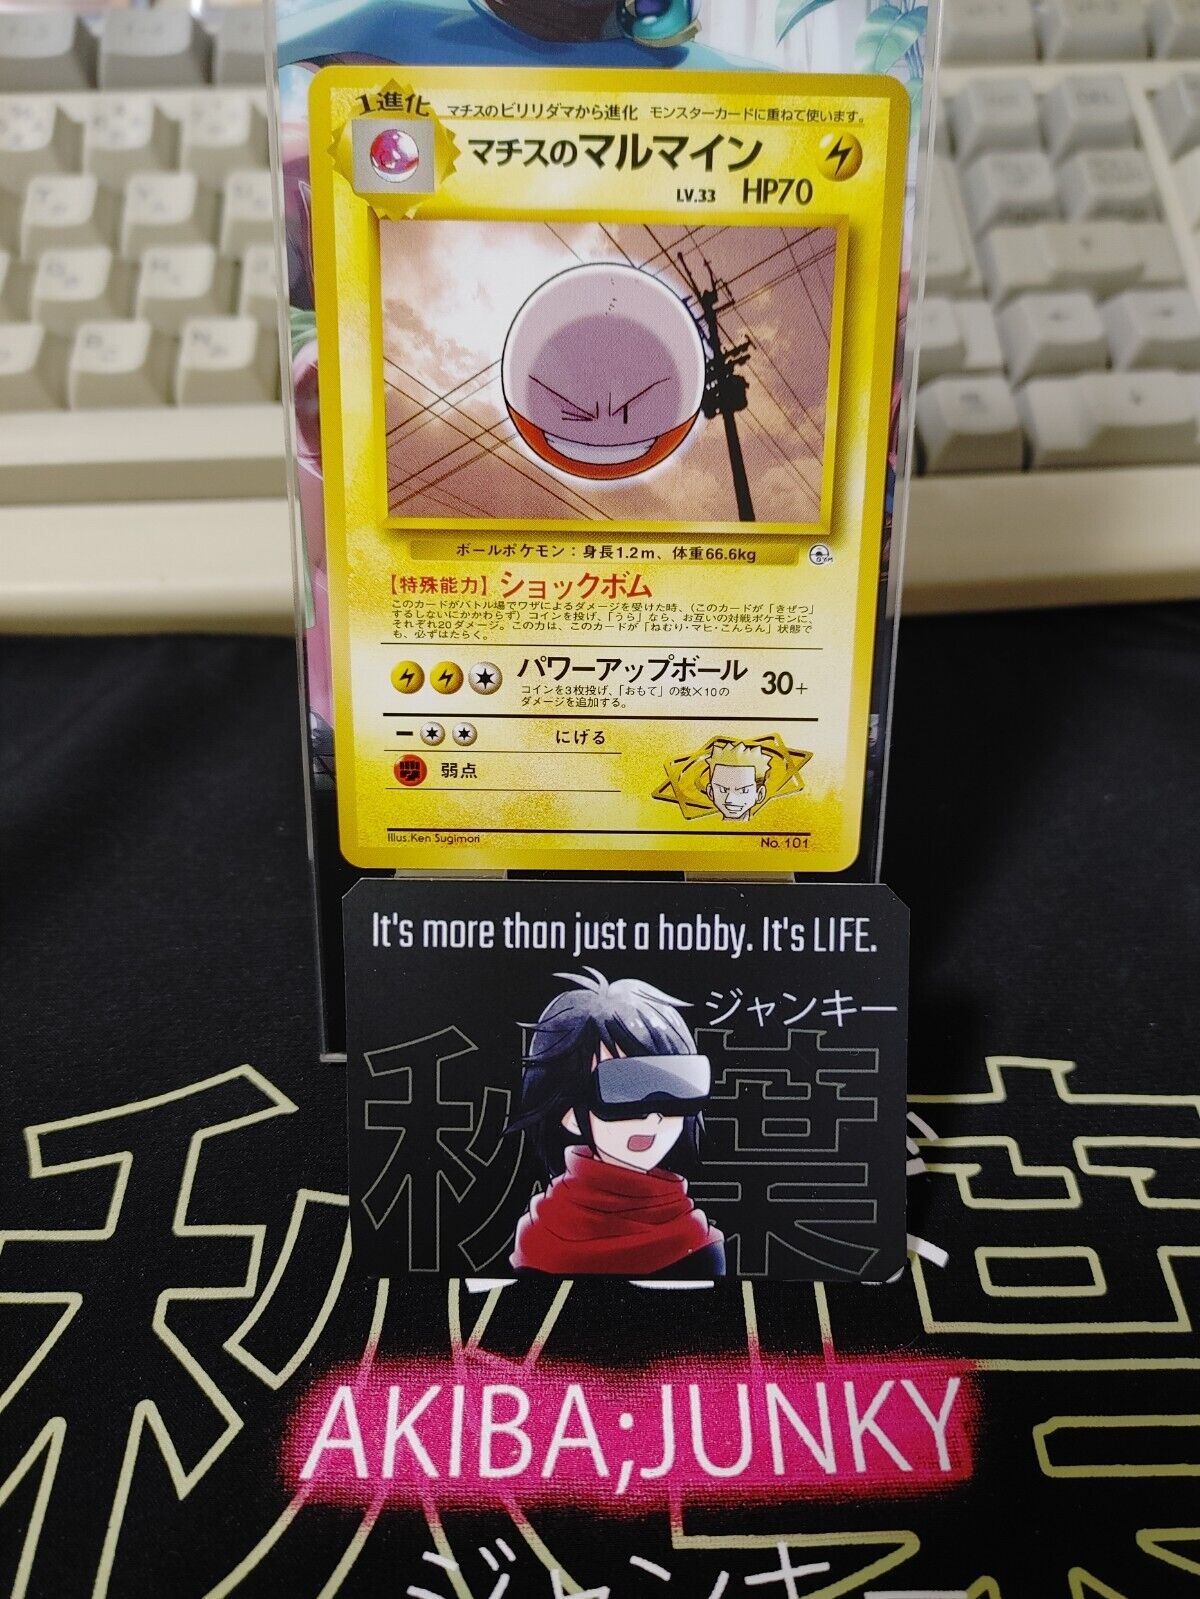 1進化
マチスのビリリダマから進化 モンスターカードに重ねて使います。
マチスのマルマイン
LV.33 HP70
ボールポケモン：身長1.2m、体重66.6kg
GYM
【特殊能力】ショックボム
このカードがバトル場でワザによるダメージを受けた時、（このカードが「きぜつ」
するしないにかかわらず）コインを投げ、「うら」なら、お互いの対戦ポケモンに、
それぞれ20ダメージ。この力は、このカードが「ねむり・マヒ・こんらん」状態で
も、必ずはたらく。
パワーアップボール 30+
コインを3枚投げ、「おもて」の数×10の
ダメージを追加する。
にげる
弱点
Illus.Ken Sugimori
No. 101
It's more than just a hobby. It's LIFE.
ジャンキー
秋葉
秋葉
AKIBA;JUNKY
ジャンキー